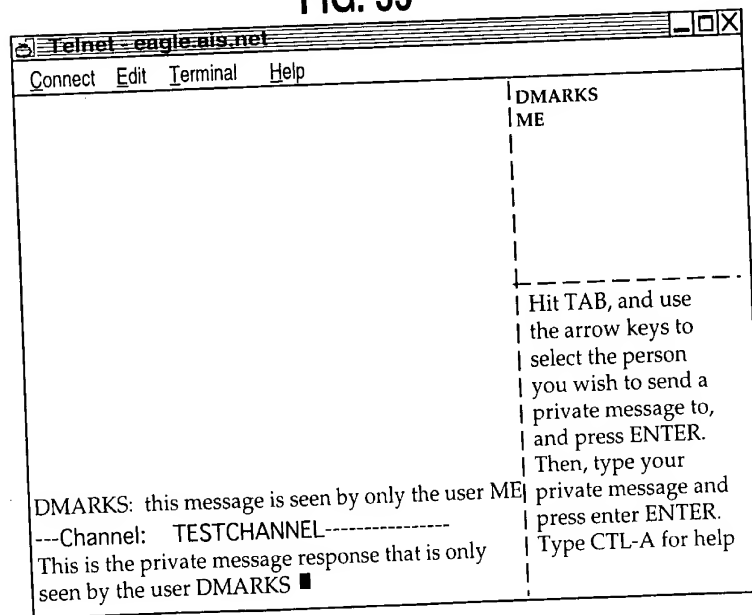 Telnet - eagle.ais.net
Connect Edit Terminal Help
DMARKS
ME
Hit TAB, and use
the arrow keys to
select the person
you wish to send a
private message to,
and press ENTER.
Then, type your
private message and
press enter ENTER.
Type CTL-A for help
DMARKS: this message is seen by only the user ME
---Channel: TESTCHANNEL----------------
This is the private message response that is only
seen by the user DMARKS